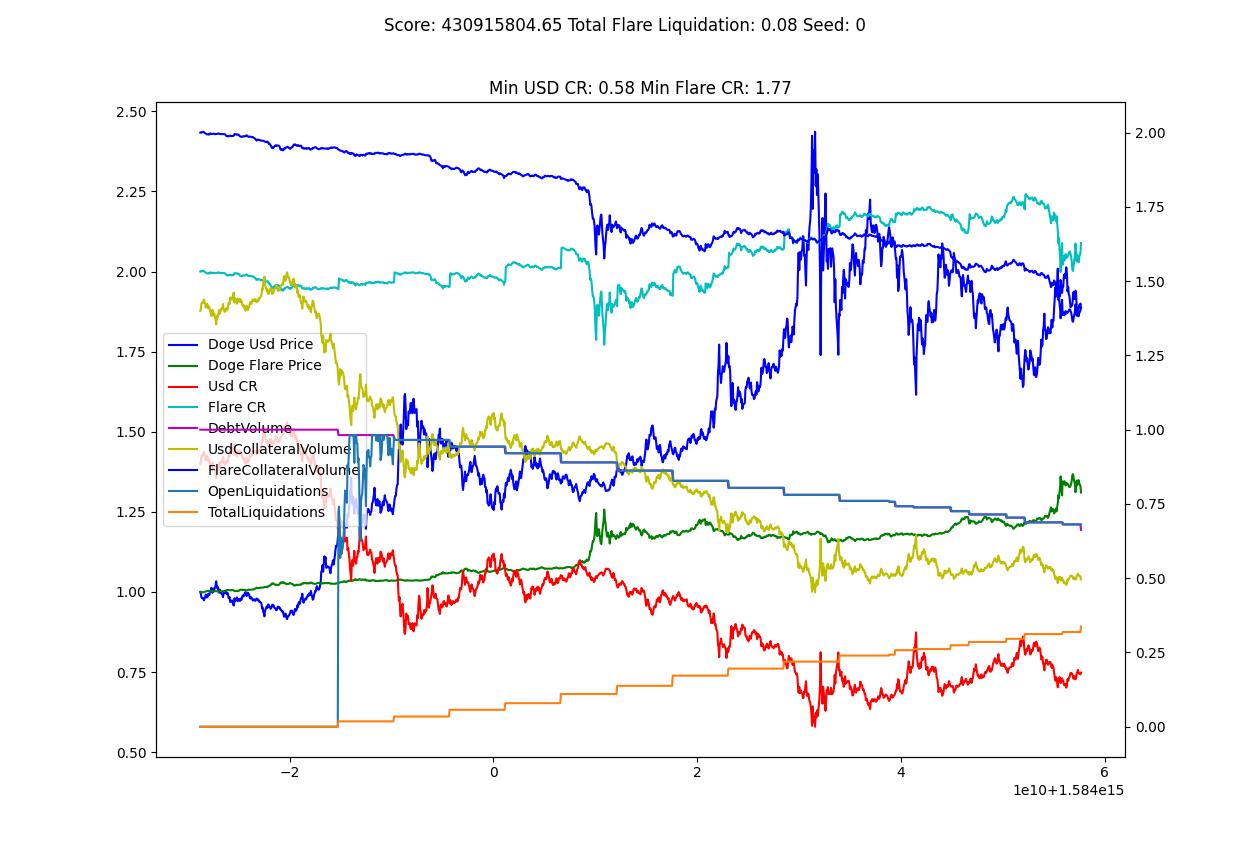 Score: 430915804.65 Total Flare Liquidation: 0.08 Seed: 0
Min USD CR: 0.58 Min Flare CR: 1.77
2.50
2.25
2.00
1.75
1.50
1.25
1.00
0.75
0.50
2.00
1.75
1.50
1.25
1.00
0.75
0.50
0.25
0.00
Doge Usd Price
Doge Flare Price
Usd CR
Flare CR
DebtVolume
UsdCollateralVolume
FlareCollateralVolume
OpenLiquidations
TotalLiquidations
−2 0 2 4 6
1e10+1.584e15